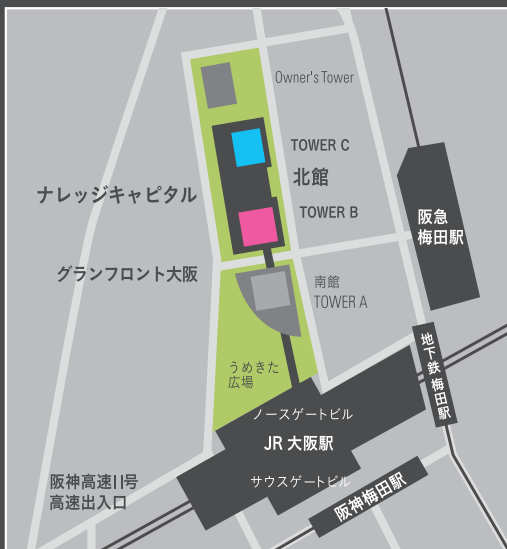 Owner's Tower
TOWER C
北館
ナレッジキャピタル
TOWER B
阪急
梅田駅
グランフロント大阪
南館
TOWER A
地下鉄梅田駅
うめきた
広場
ノースゲートビル
JR 大阪駅
サウスゲートビル
阪神高速11号
高速出入口
阪神梅田駅